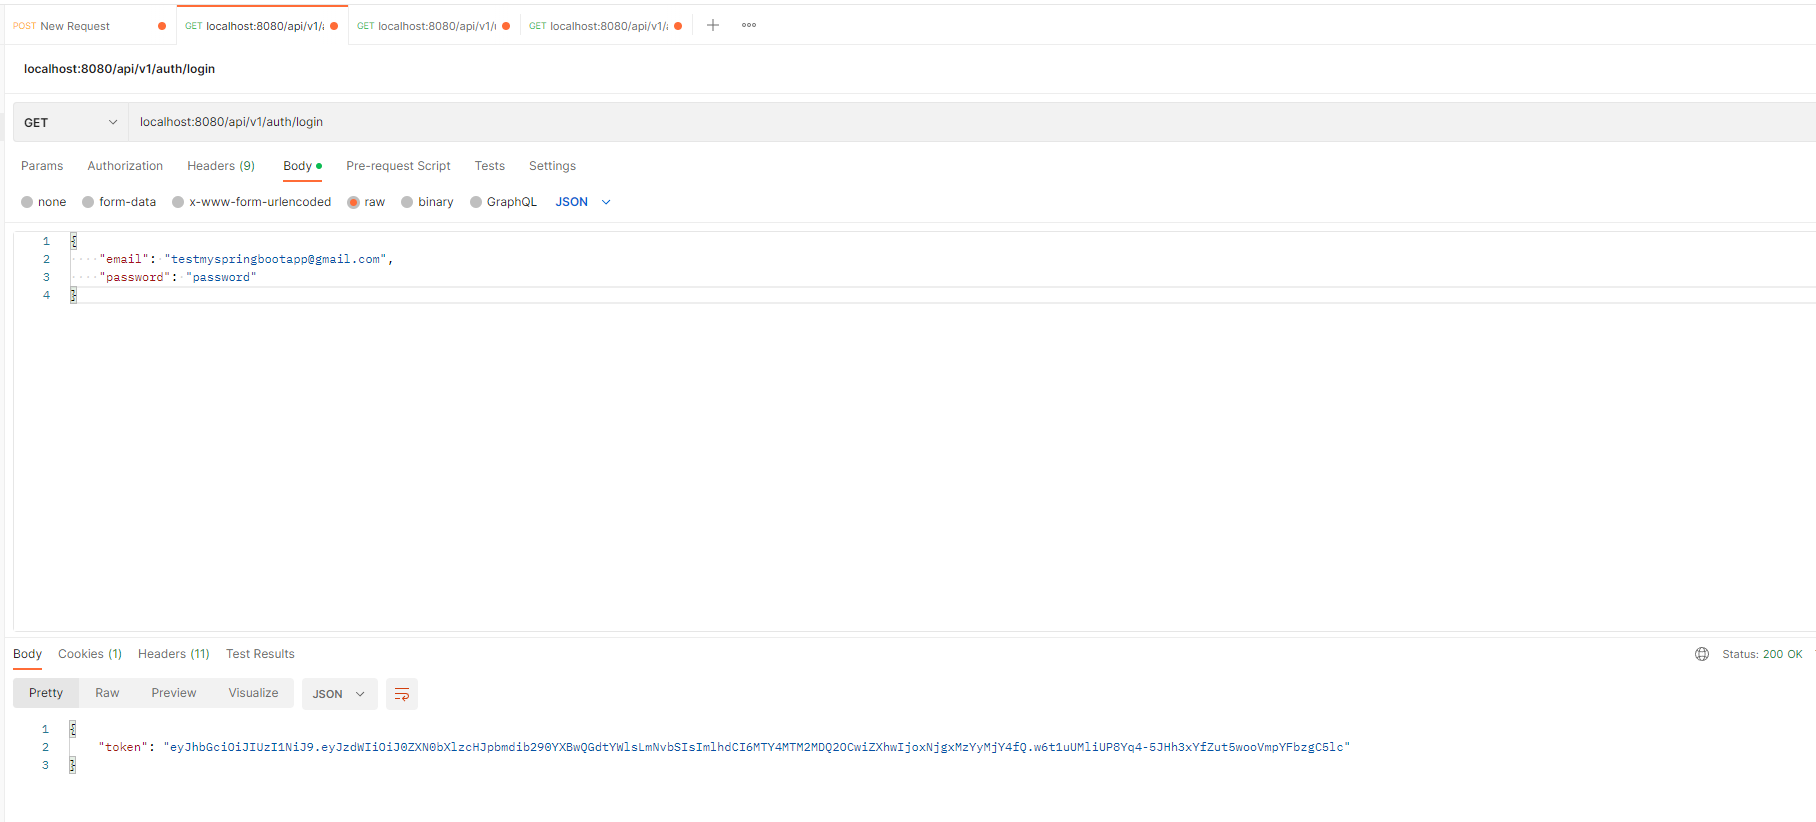 POST New Request
GET localhost:8080/api/v1/a
GET localhost:8080/api/v1/
GET localhost:8080/api/v1/a
localhost:8080/api/v1/auth/login
GET localhost:8080/api/v1/auth/login
Params Authorization Headers (9) Body Pre-request Script Tests Settings
none form-data x-www-form-urlencoded raw binary GraphQL JSON
1 {
2 "email": "testmyspringbootapp@gmail.com",
3 "password": "password"
4 }
Body Cookies (1) Headers (11) Test Results Status: 200 OK
Pretty Raw Preview Visualize JSON
1 {
2 "token": "eyJhbGciOiJIUzI1NiJ9.eyJzdWIiOiJ0ZXN0bXlzcHJpbmdib290YXBwQGdtYWlsLmNvbSIsImlhdCI6MTY4MTM2MDQ2OCwiZXhwIjoxNjgxMzYyMjY4fQ.w6t1uUMliUP8Yq4-5JHh3xYfZut5wooVmpYFbzgC5lc"
3 }